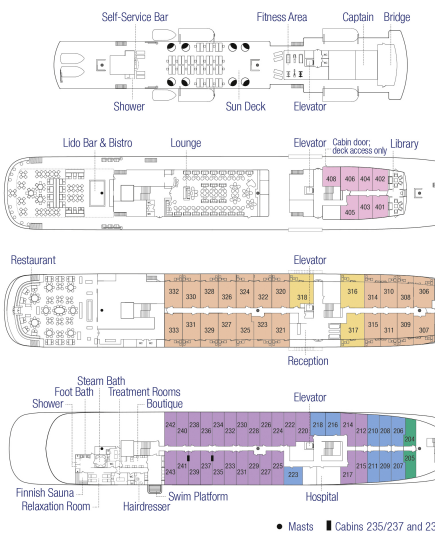 Self-Service Bar
Fitness Area
Captain
Bridge
Shower
Sun Deck
Elevator
Lido Bar & Bistro
Lounge
Elevator
Cabin door;
deck access only
Library
408 406 404 402
405 403 401
Restaurant
Elevator
332 330 328 326 324 322 320 318 316 314 310 308 306
333 331 329 327 325 323 321 317 315 311 309 307
Reception
Steam Bath
Foot Bath
Treatment Rooms
Shower
Boutique
Elevator
242 240 238 236 234 232 230 228 226 224 222 220 218 216 214 212 210 208 206 204
243 241 239 237 235 233 231 229 227 225 223 217 215 211 209 207 205
Finnish Sauna
Swim Platform
Hospital
Relaxation Room
Hairdresser
Masts
Cabins 235/237 and 23